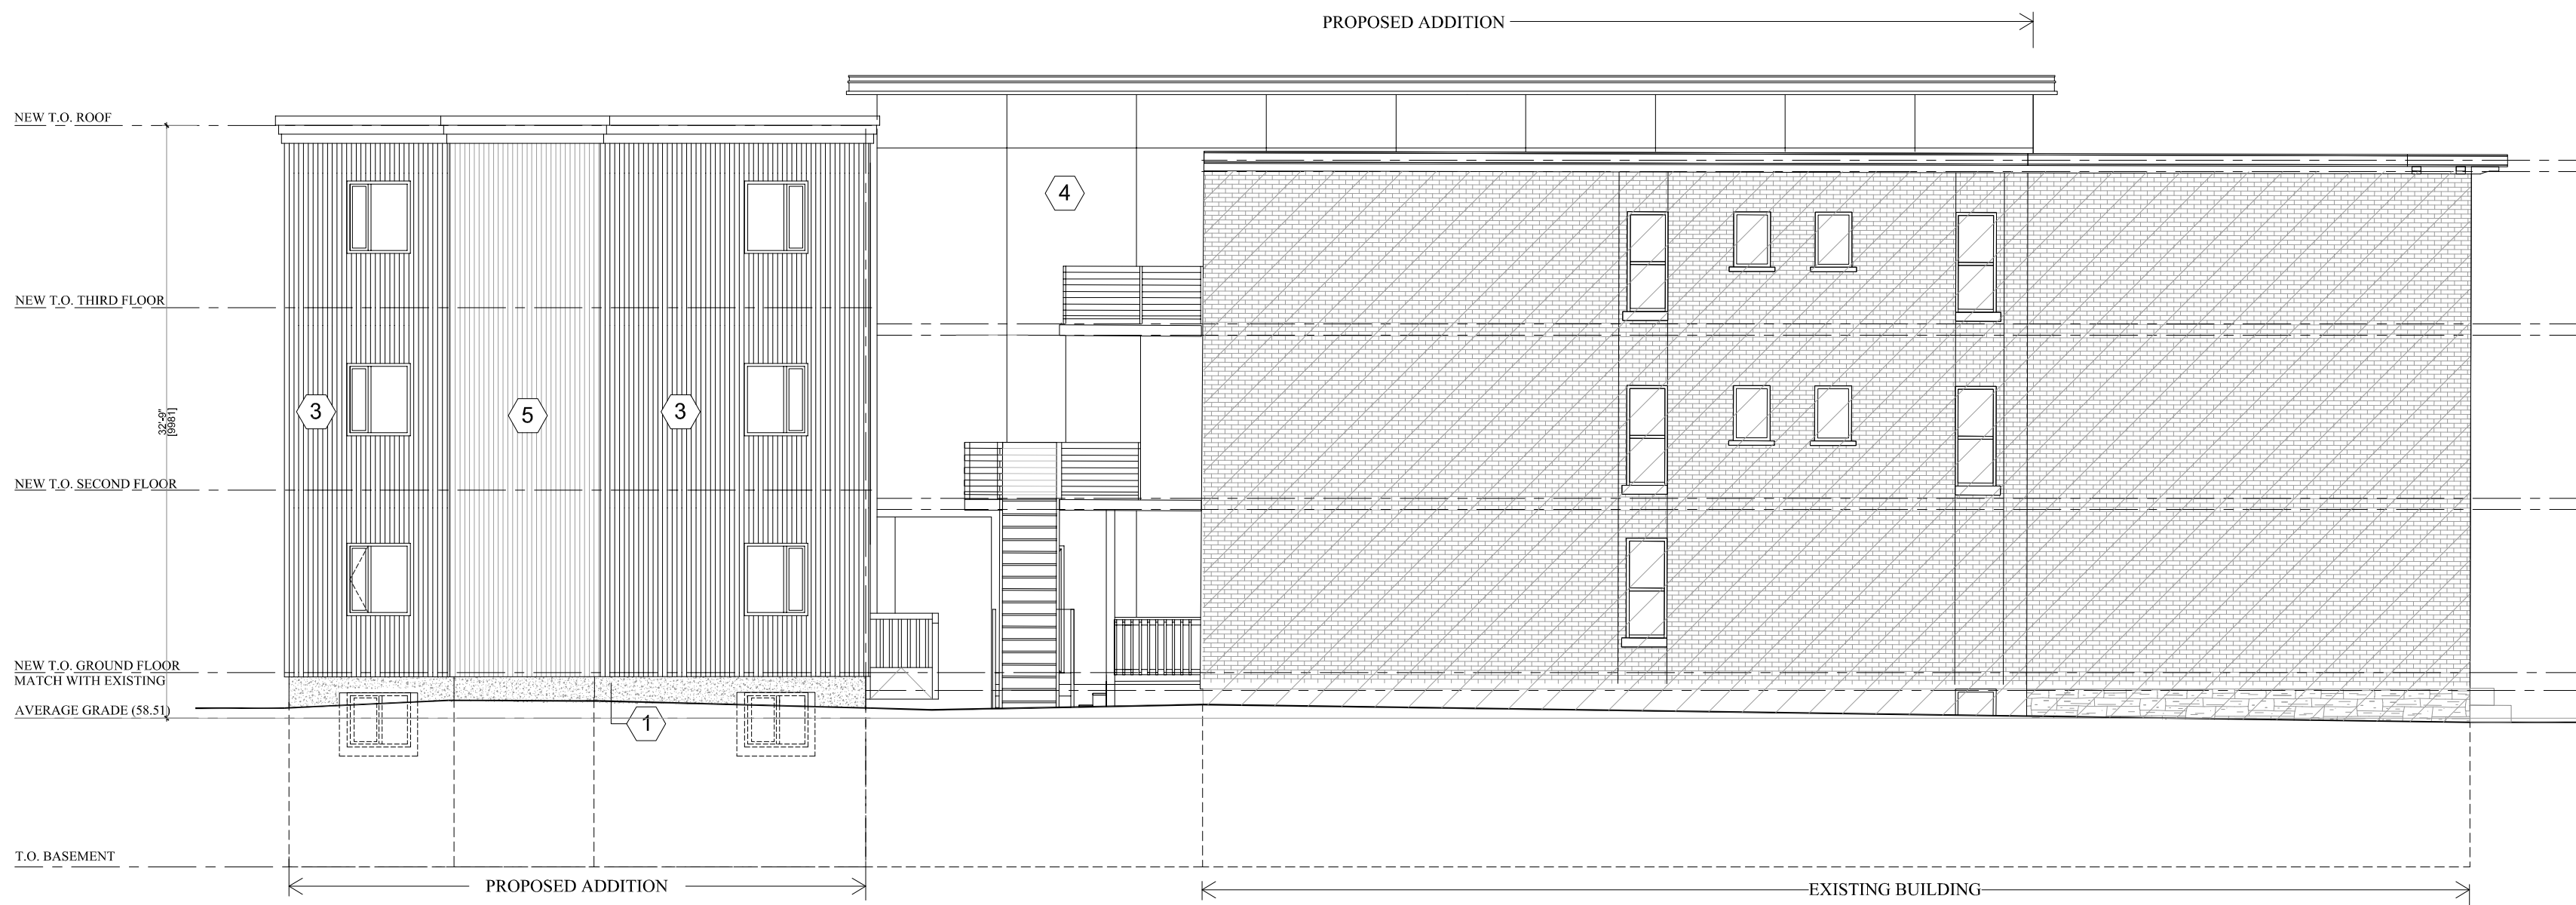 PROPOSED ADDITION
NEW T.O. ROOF
4
NEW T.O. THIRD FLOOR
3
5
3
32'-9"
[9981]
NEW T.O. SECOND FLOOR
NEW T.O. GROUND FLOOR
MATCH WITH EXISTING
AVERAGE GRADE (58.51)
1
T.O. BASEMENT
PROPOSED ADDITION
EXISTING BUILDING